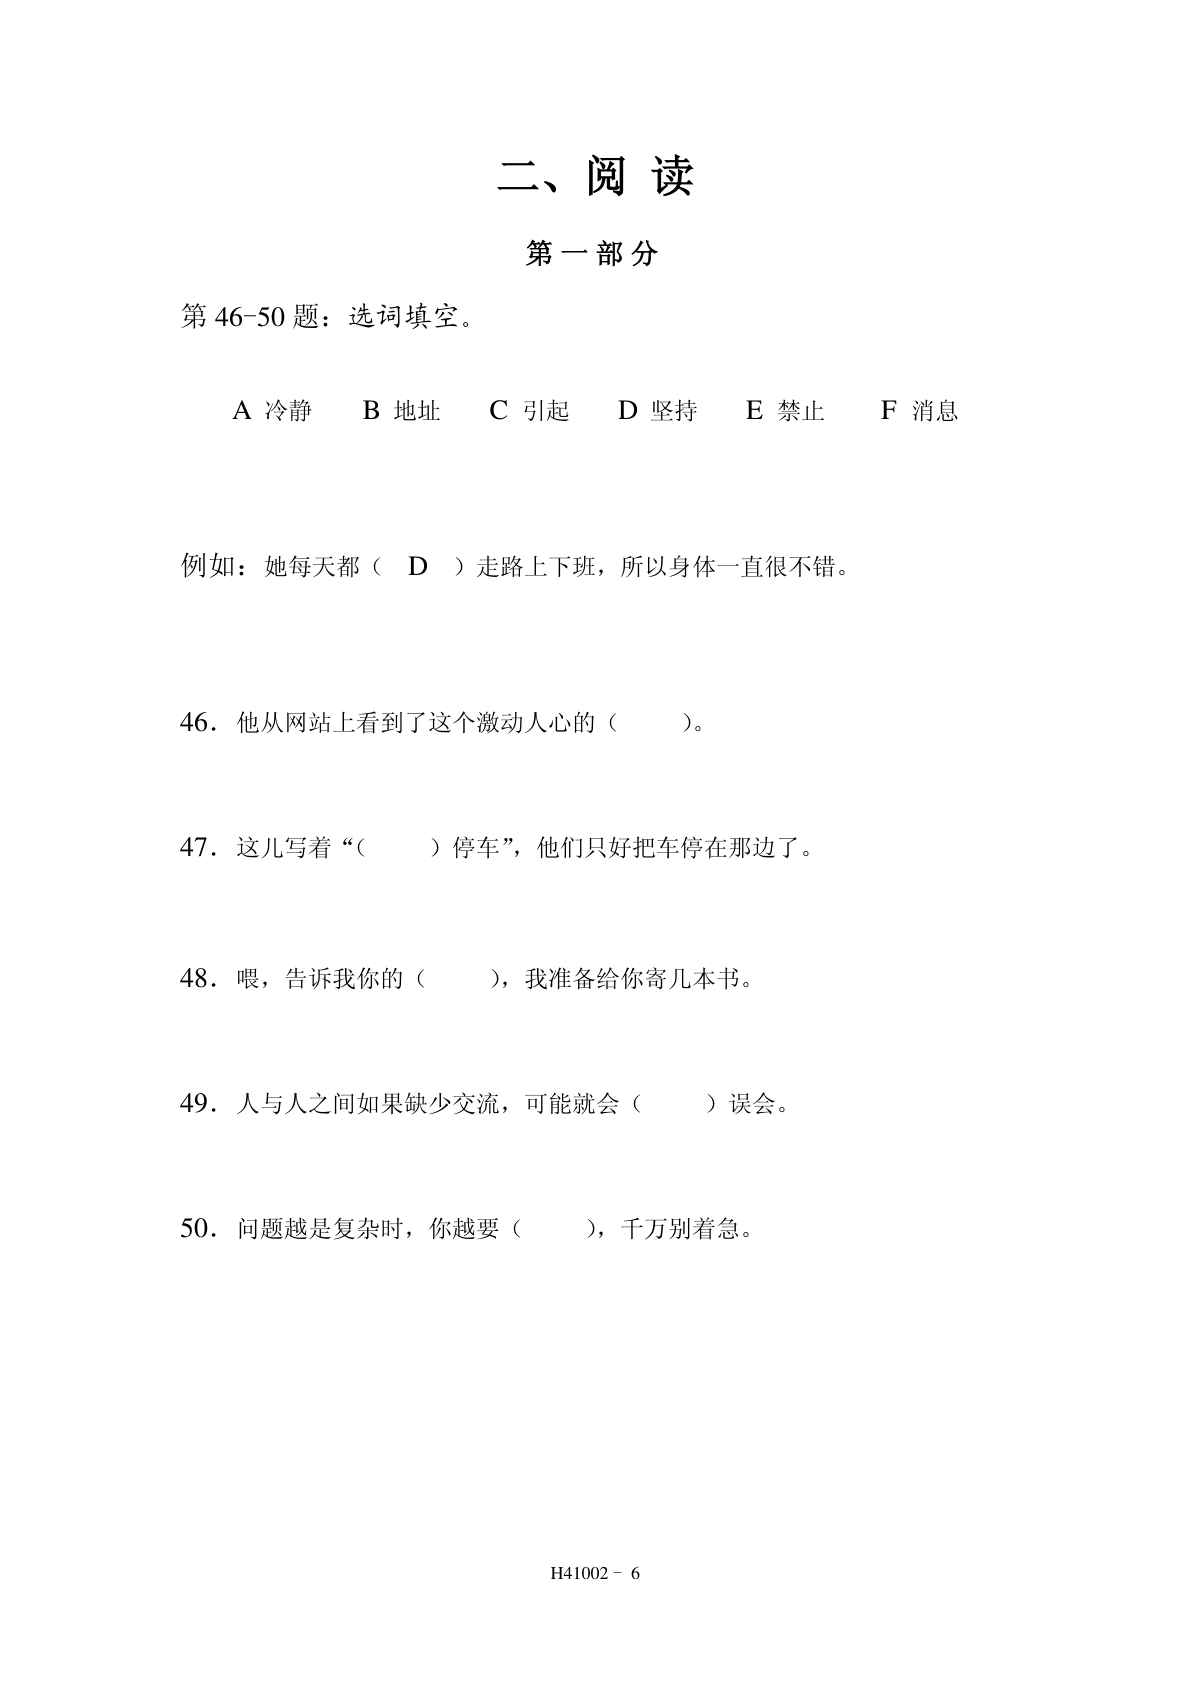 二、阅 读
第 一 部 分
第 46-50 题：选词填空。
A 冷静 B 地址 C 引起 D 坚持 E 禁止 F 消息
例如：她每天都（ D ）走路上下班，所以身体一直很不错。
46．他从网站上看到了这个激动人心的（ ）。
47．这儿写着“（ ）停车”，他们只好把车停在那边了。
48．喂，告诉我你的（ ），我准备给你寄几本书。
49．人与人之间如果缺少交流，可能就会（ ）误会。
50．问题越是复杂时，你越要（ ），千万别着急。
H41002 - 6